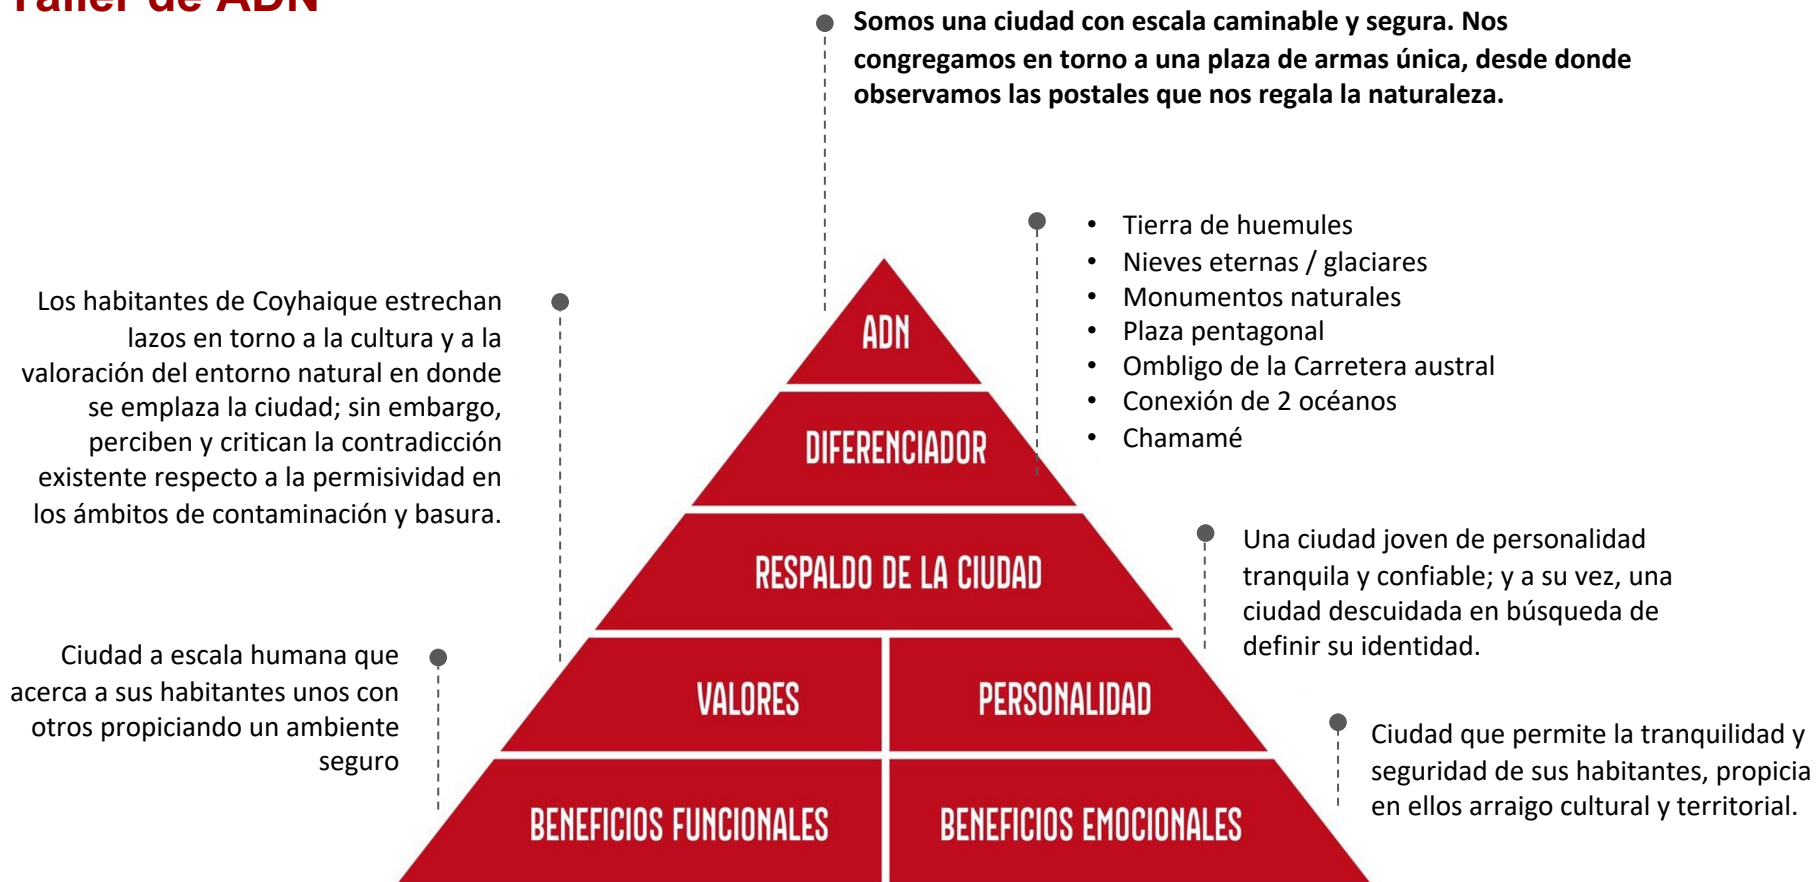 Taller de ADN
Somos una ciudad con escala caminable y segura. Nos
congregamos en torno a una plaza de armas única, desde donde
observamos las postales que nos regala la naturaleza.
• Tierra de huemules
• Nieves eternas / glaciares
• Monumentos naturales
• Plaza pentagonal
• Ombligo de la Carretera austral
• Conexión de 2 océanos
• Chamamé
Los habitantes de Coyhaique estrechan
lazos en torno a la cultura y a la
valoración del entorno natural en donde
se emplaza la ciudad; sin embargo,
perciben y critican la contradicción
existente respecto a la permisividad en
los ámbitos de contaminación y basura.
ADN
DIFERENCIADOR
RESPALDO DE LA CIUDAD
Una ciudad joven de personalidad
tranquila y confiable; y a su vez, una
ciudad descuidada en búsqueda de
definir su identidad.
Ciudad a escala humana que
acerca a sus habitantes unos con
otros propiciando un ambiente
seguro
VALORES
PERSONALIDAD
Ciudad que permite la tranquilidad y
seguridad de sus habitantes, propicia
en ellos arraigo cultural y territorial.
BENEFICIOS FUNCIONALES
BENEFICIOS EMOCIONALES